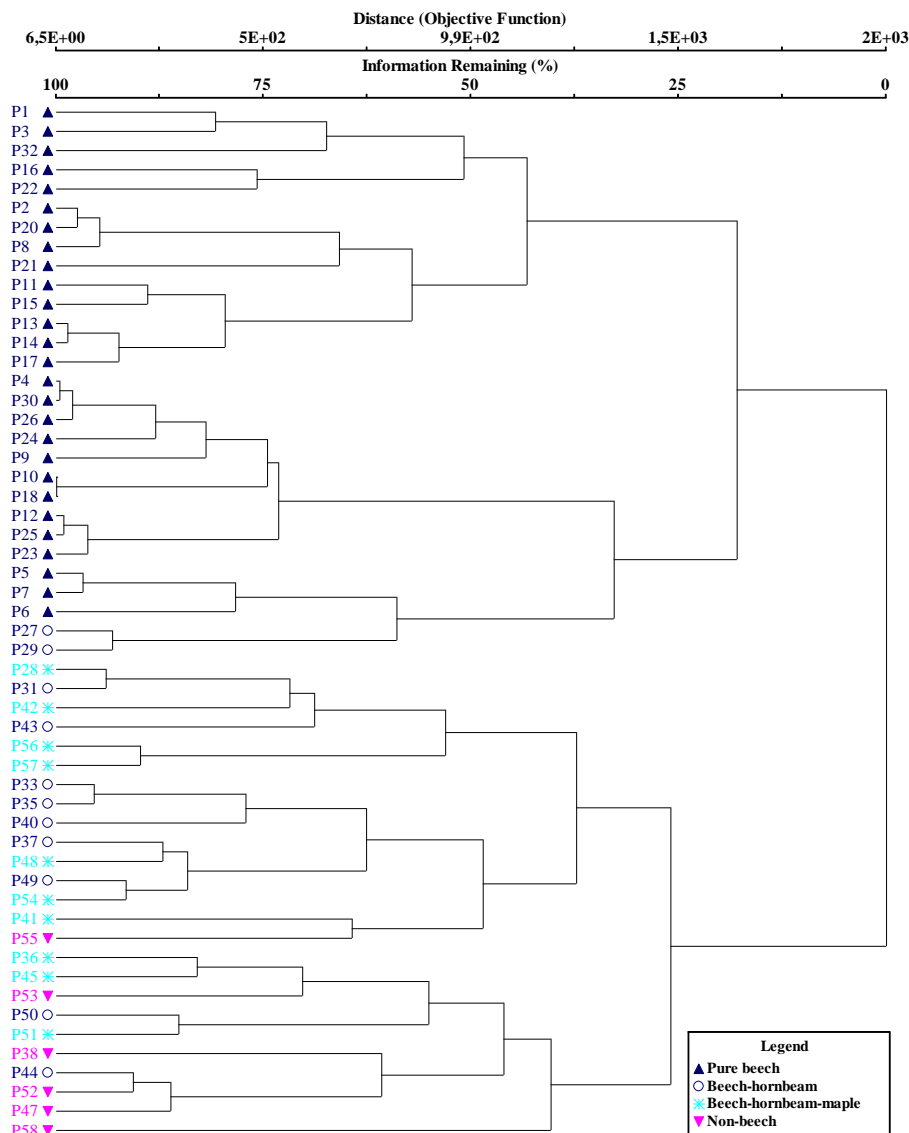 Distance (Objective Function)
6,5E+00 5E+02 9,9E+02 1,5E+03 2E+03
Information Remaining (%)
100 75 50 25 0
P1
P3
P32
P16
P22
P2
P20
P8
P21
P11
P15
P13
P14
P17
P4
P30
P26
P24
P9
P10
P18
P12
P25
P23
P5
P7
P6
P27
P29
P28
P31
P42
P43
P56
P57
P33
P35
P40
P37
P48
P49
P54
P41
P55
P36
P45
P53
P50
P51
P38
P44
P52
P47
P58
Legend
Pure beech
Beech-hornbeam
Beech-hornbeam-maple
Non-beech